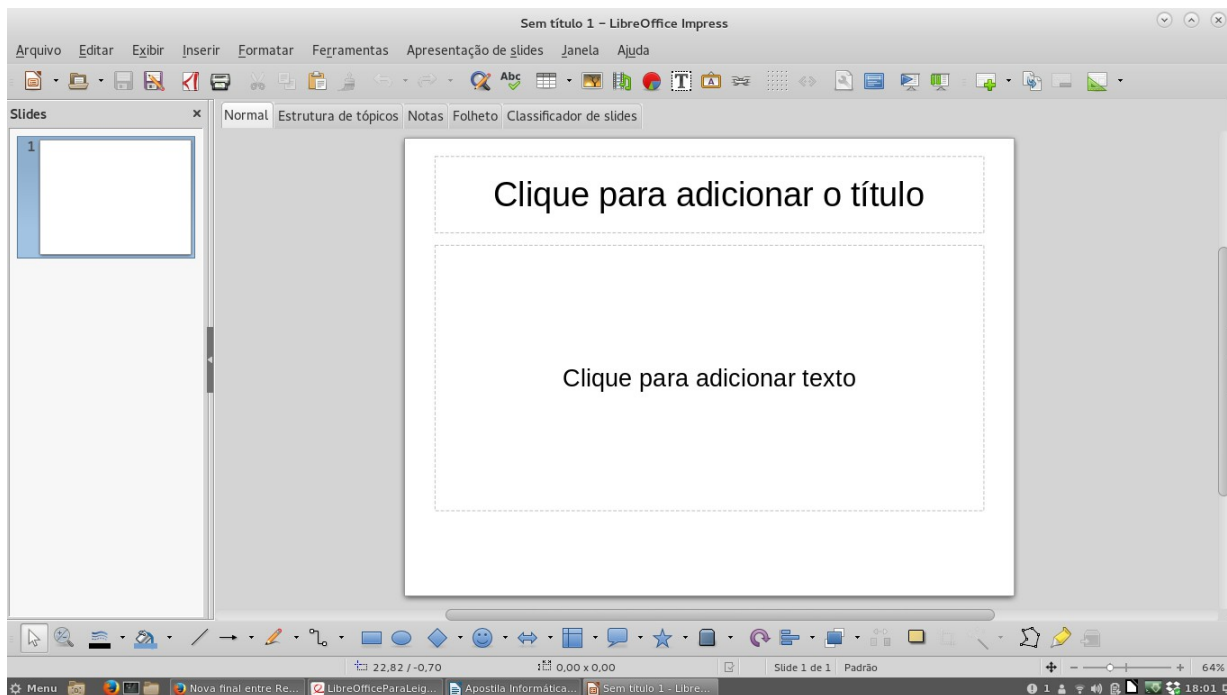 Sem título 1 – LibreOffice Impress
Arquivo Editar Exibir Inserir Formatar Ferramentas Apresentação de slides Janela Ajuda
Abc
T
A
Slides ×
Normal Estrutura de tópicos Notas Folheto Classificador de slides
1
Clique para adicionar o título
Clique para adicionar texto
22,82 / -0,70 0,00 x 0,00 Slide 1 de 1 Padrão 64%
Menu Nova final entre Re... LibreOfficeParaLeig... Apostila Informática... Sem título 1 - Libre... 1 18:01